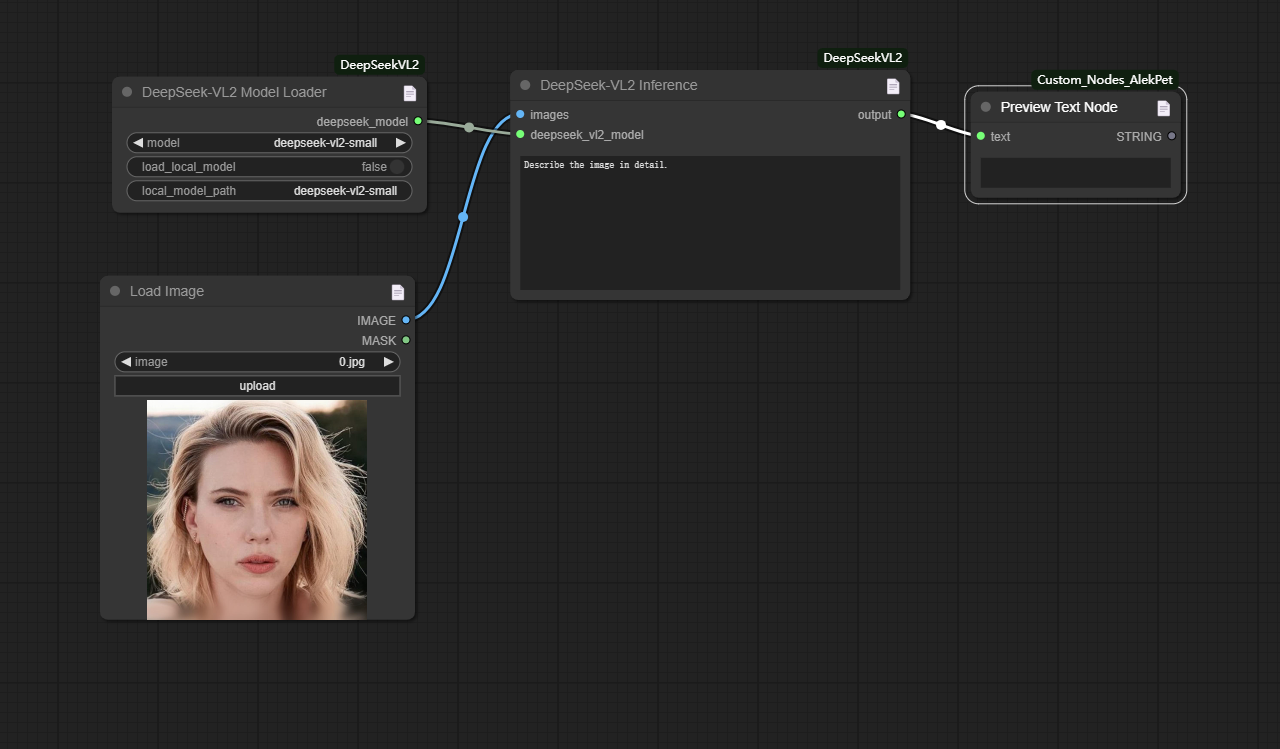 DeepSeekVL2
DeepSeek-VL2 Model Loader
deepseek_model
model deepseek-vl2-small
load_local_model false
local_model_path deepseek-vl2-small
Load Image
IMAGE
MASK
image 0.jpg
upload
DeepSeekVL2
DeepSeek-VL2 Inference
images output
deepseek_vl2_model
Describe the image in detail.
Custom_Nodes_AlekPet
Preview Text Node
text STRING